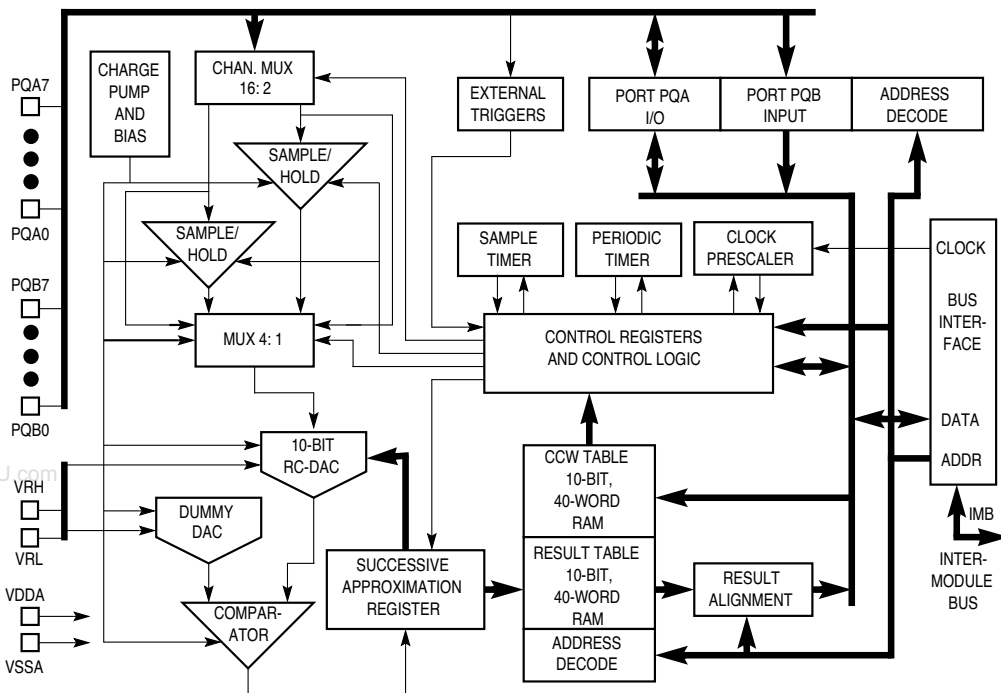 CHARGE
PUMP
AND
BIAS
CHAN. MUX
16: 2
EXTERNAL
TRIGGERS
PORT PQA
I/O
PORT PQB
INPUT
ADDRESS
DECODE
PQA7
PQA0
SAMPLE/
HOLD
SAMPLE/
HOLD
SAMPLE
TIMER
PERIODIC
TIMER
CLOCK
PRESCALER
CLOCK
BUS
INTER-
FACE
DATA
ADDR
PQB7
PQB0
MUX 4: 1
CONTROL REGISTERS
AND CONTROL LOGIC
10-BIT
RC-DAC
CCW TABLE
10-BIT,
40-WORD
RAM
U.com
VRH
VRL
DUMMY
DAC
IMB
INTER-
MODULE
BUS
SUCCESSIVE
APPROXIMATION
REGISTER
RESULT TABLE
10-BIT,
40-WORD
RAM
RESULT
ALIGNMENT
VDDA
VSSA
COMPAR-
ATOR
ADDRESS
DECODE